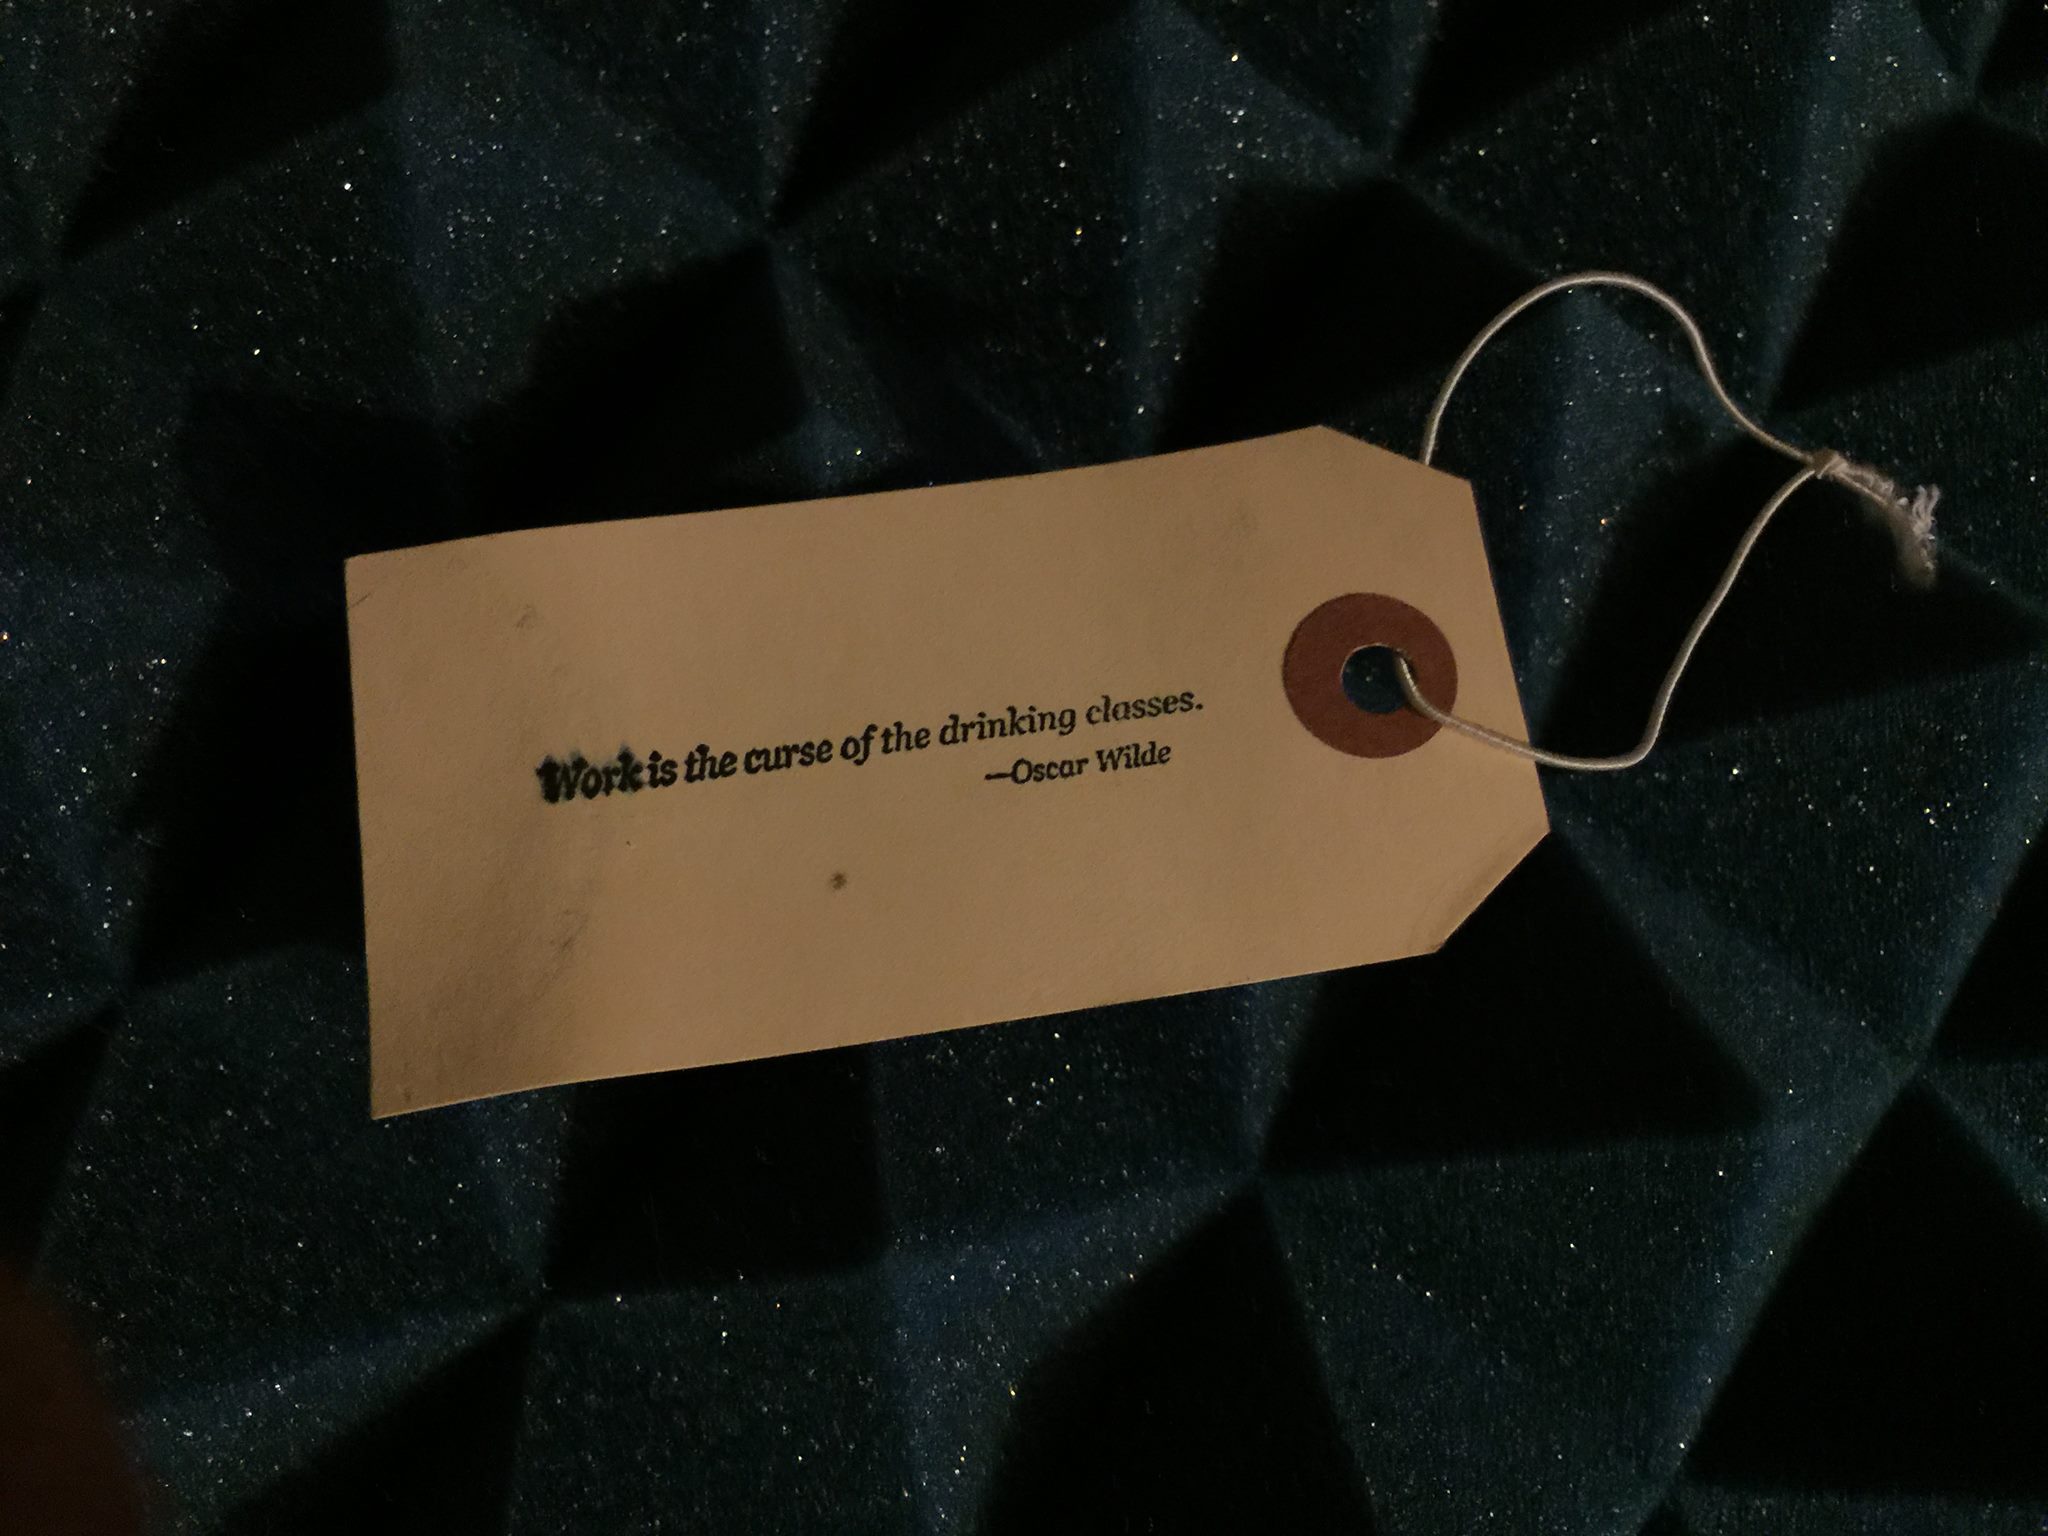 Work is the curse of the drinking classes.
—Oscar Wilde